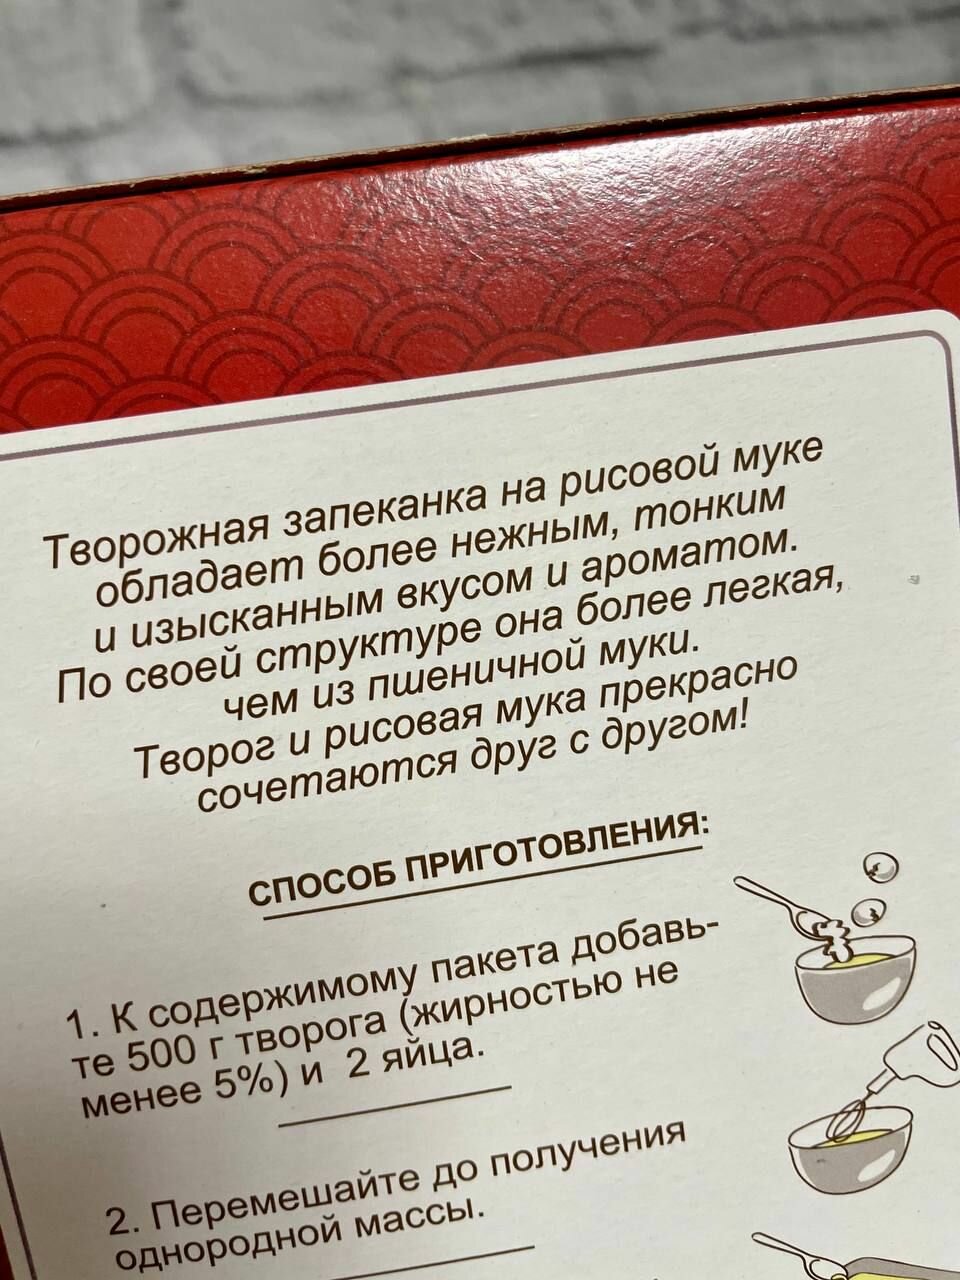 Творожная запеканка на рисовой муке
обладает более нежным, тонким
и изысканным вкусом и ароматом.
По своей структуре она более легкая,
чем из пшеничной муки.
Творог и рисовая мука прекрасно
сочетаются друг с другом!
СПОСОБ ПРИГОТОВЛЕНИЯ:
1. К содержимому пакета добавь-
те 500 г творога (жирностью не
менее 5%) и 2 яйца.
2. Перемешайте до получения
однородной массы.